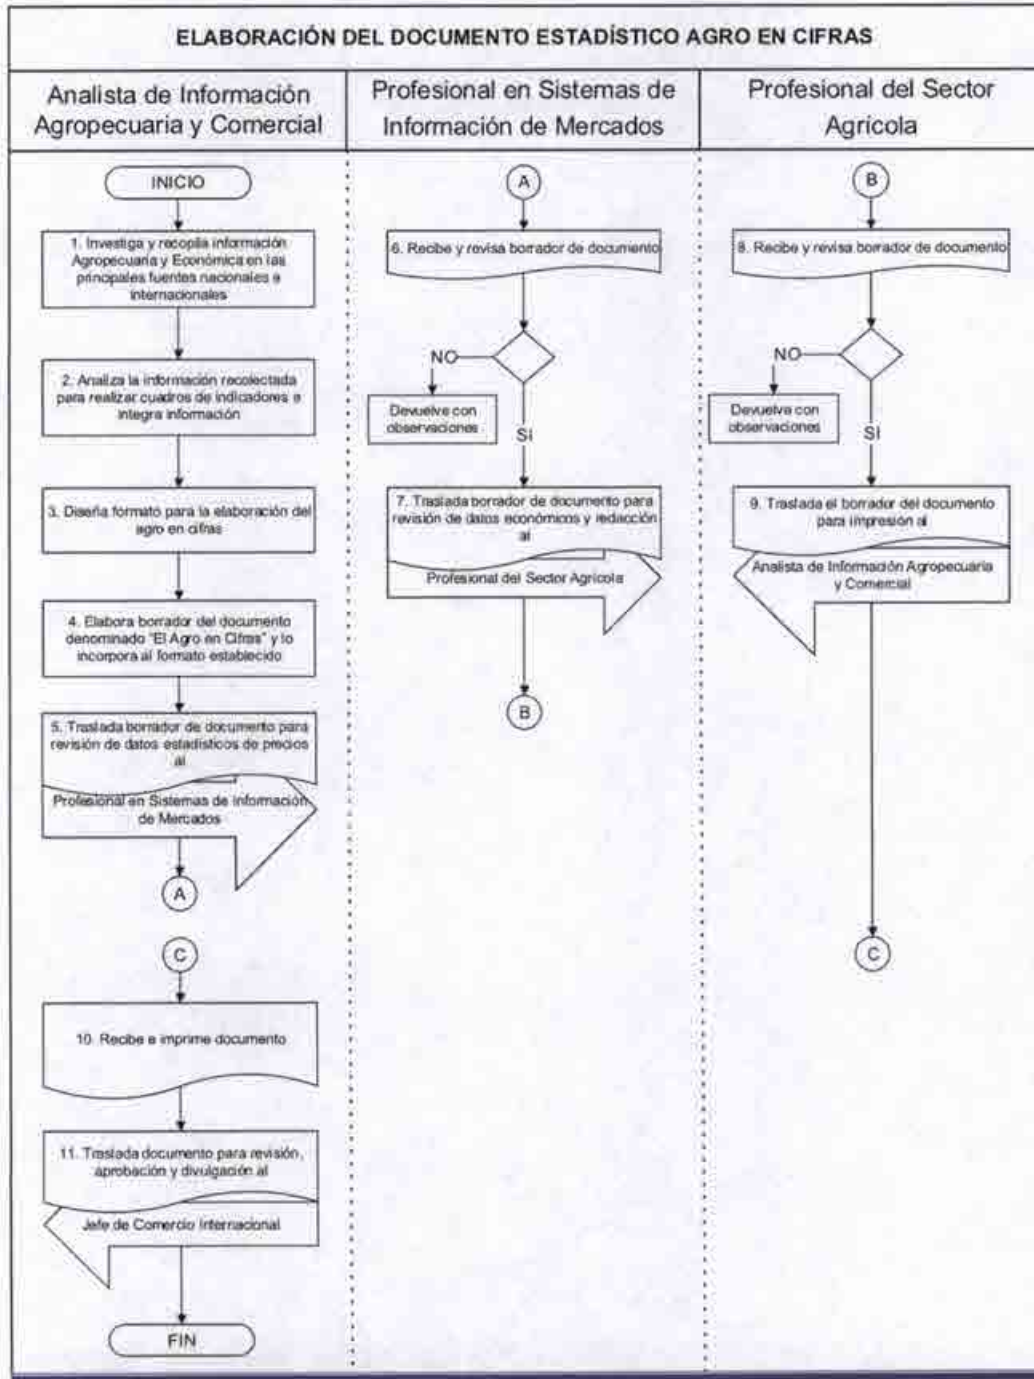 ELABORACIÓN DEL DOCUMENTO ESTADÍSTICO AGRO EN CIFRAS
Analista de Información
Agropecuaria y Comercial
Profesional en Sistemas de
Información de Mercados
Profesional del Sector
Agrícola
INICIO
1. Investiga y recopila información
Agropecuaria y Económica en las
principales fuentes nacionales e
internacionales
2. Analiza la información recolectada
para realizar cuadros de indicadores e
integra información
3. Diseña formato para la elaboración del
agro en cifras
4. Elabora borrador del documento
denominado "El Agro en Cifras" y lo
incorpora al formato establecido
5. Traslada borrador de documento para
revisión de datos estadísticos de precios
al
Profesional en Sistemas de Información
de Mercados
A
C
10. Recibe e imprime documento
11. Traslada documento para revisión,
aprobación y divulgación al
Jefe de Comercio Internacional
FIN
A
6. Recibe y revisa borrador de documento
NO
Devuelve con
observaciones
SI
7. Traslada borrador de documento para
revisión de datos económicos y redacción
al
Profesional del Sector Agrícola
B
B
8. Recibe y revisa borrador de documento
NO
Devuelva con
observaciones
SI
9. Traslada el borrador del documento
para impresión al
Analista de Información Agropecuaria
y Comercial
C